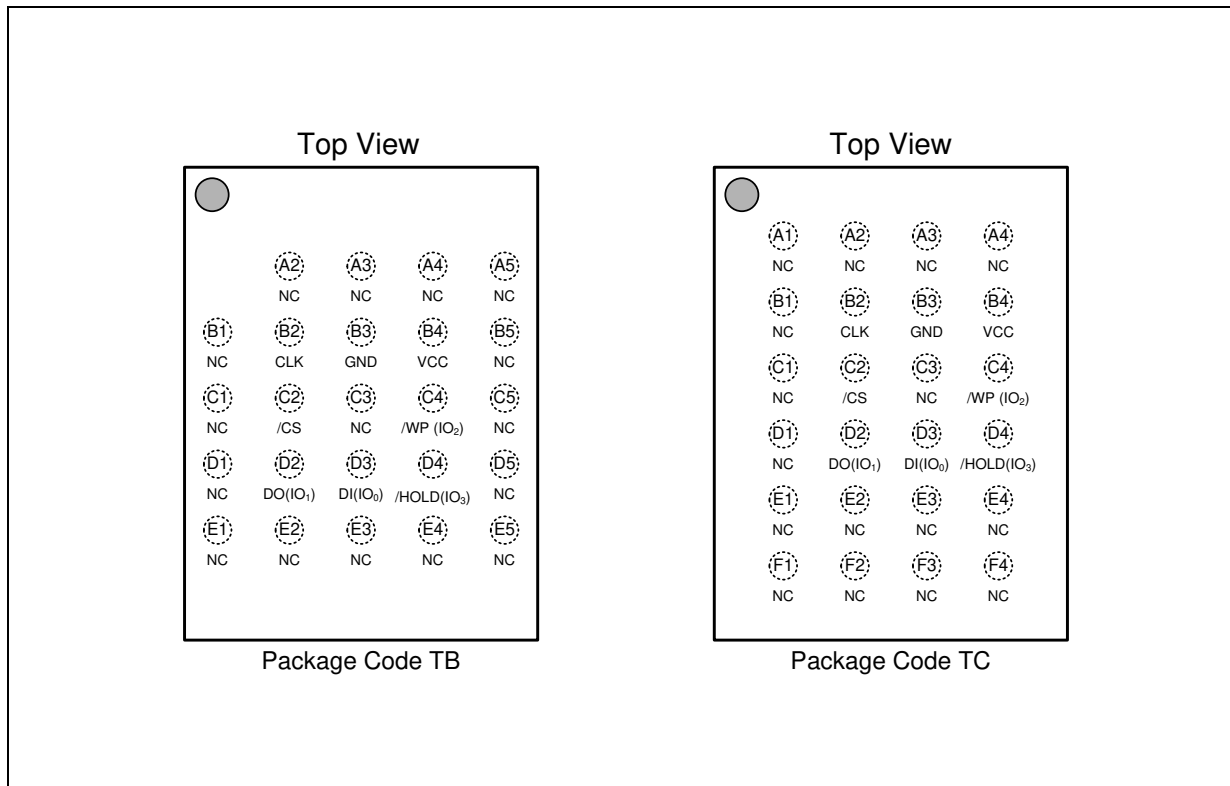 Top View
A2 A3 A4 A5
NC NC NC NC
B1 B2 B3 B4 B5
NC CLK GND VCC NC
C1 C2 C3 C4 C5
NC /CS NC /WP (IO₂) NC
D1 D2 D3 D4 D5
NC DO(IO₁) DI(IO₀) /HOLD(IO₃) NC
E1 E2 E3 E4 E5
NC NC NC NC NC
Package Code TB
Top View
A1 A2 A3 A4
NC NC NC NC
B1 B2 B3 B4
NC CLK GND VCC
C1 C2 C3 C4
NC /CS NC /WP (IO₂)
D1 D2 D3 D4
NC DO(IO₁) DI(IO₀) /HOLD(IO₃)
E1 E2 E3 E4
NC NC NC NC
F1 F2 F3 F4
NC NC NC NC
Package Code TC